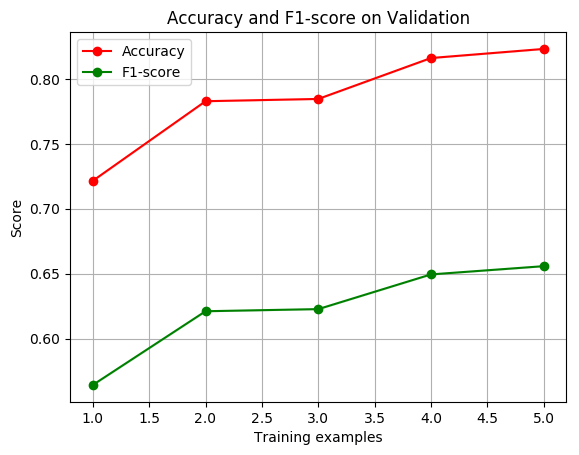 Accuracy and F1-score on Validation
Accuracy
F1-score
0.80
0.75
0.70
0.65
0.60
Score
1.0 1.5 2.0 2.5 3.0 3.5 4.0 4.5 5.0
Training examples